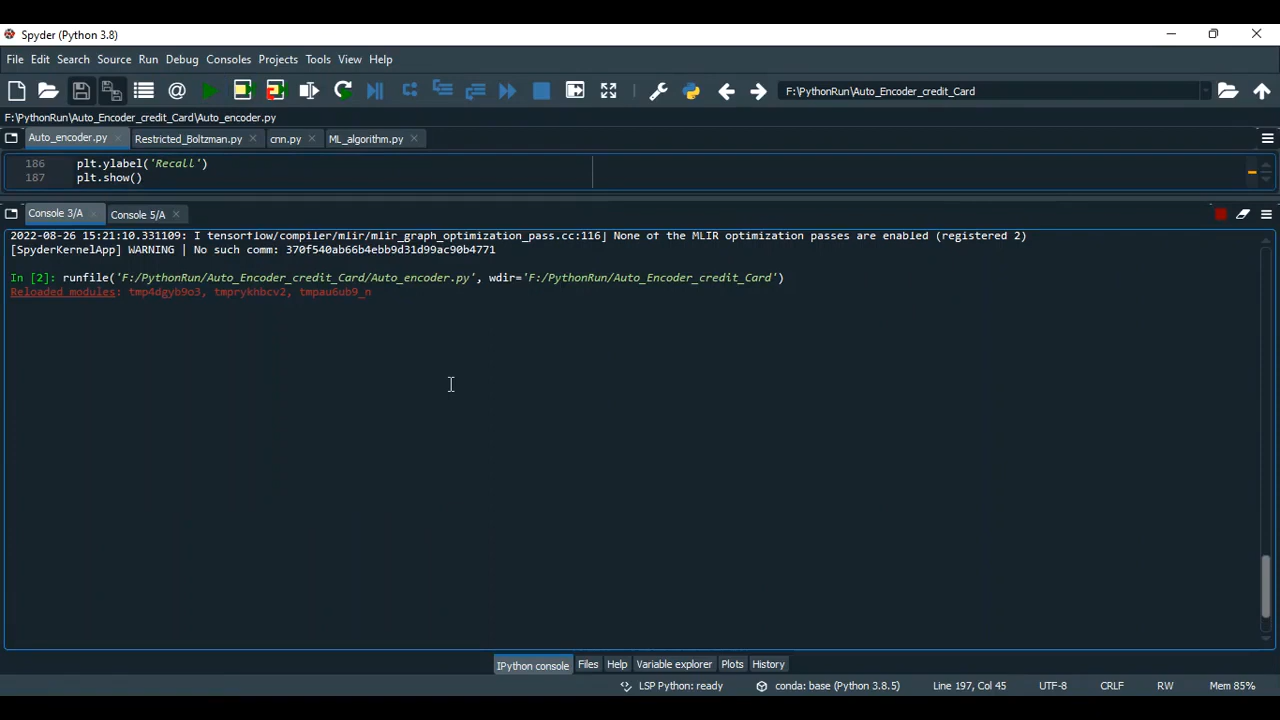 Spyder (Python 3.8)
File Edit Search Source Run Debug Consoles Projects Tools View Help
F:\PythonRun\Auto_Encoder_credit_Card
F:\PythonRun\Auto_Encoder_credit_Card\Auto_encoder.py
Auto_encoder.py Restricted_Boltzman.py cnn.py ML_algorithm.py
186 plt.ylabel('Recall')
187 plt.show()
Console 3/A Console 5/A
2022-08-26 15:21:10.331109: I tensorflow/compiler/mlir/mlir_graph_optimization_pass.cc:116] None of the MLIR optimization passes are enabled (registered 2)
[SpyderKernelApp] WARNING | No such comm: 370f540ab66b4ebb9d31d99ac90b4771
In [2]: runfile('F:/PythonRun/Auto_Encoder_credit_Card/Auto_encoder.py', wdir='F:/PythonRun/Auto_Encoder_credit_Card')
Reloaded modules: tmp4dgyb9o3, tmprykhbcv2, tmpau6ub9_n
IPython console Files Help Variable explorer Plots History
LSP Python: ready conda: base (Python 3.8.5) Line 197, Col 45 UTF-8 CRLF RW Mem 85%